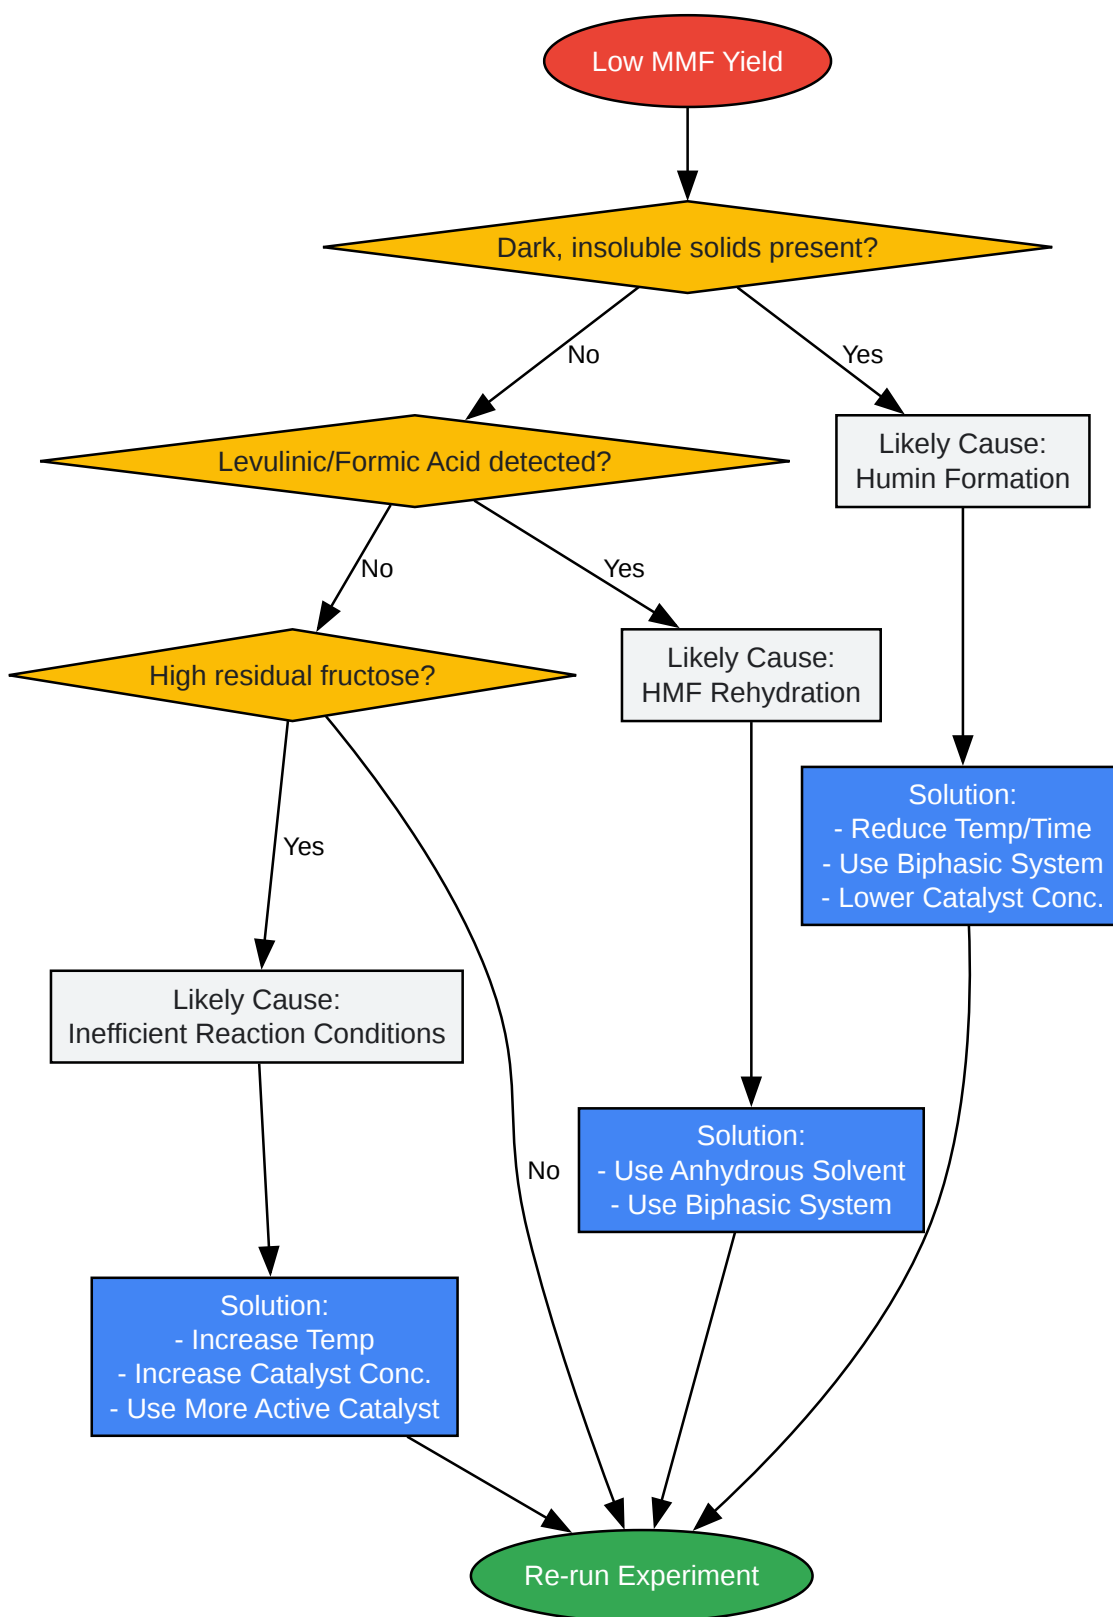 Low MMF Yield
Dark, insoluble solids present?
No
Yes
Levulinic/Formic Acid detected?
Likely Cause:
Humin Formation
No
Yes
High residual fructose?
Likely Cause:
HMF Rehydration
Solution:
- Reduce Temp/Time
- Use Biphasic System
- Lower Catalyst Conc.
Yes
Likely Cause:
Inefficient Reaction Conditions
Solution:
- Use Anhydrous Solvent
- Use Biphasic System
No
Solution:
- Increase Temp
- Increase Catalyst Conc.
- Use More Active Catalyst
Re-run Experiment